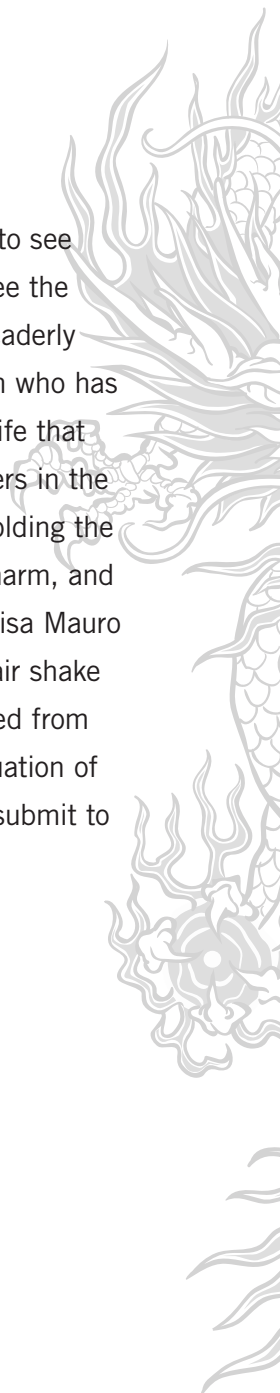 to see
ee the
aderly
n who has
ife that
ers in the
olding the
harm, and
isa Mauro
air shake
ed from
uation of
submit to